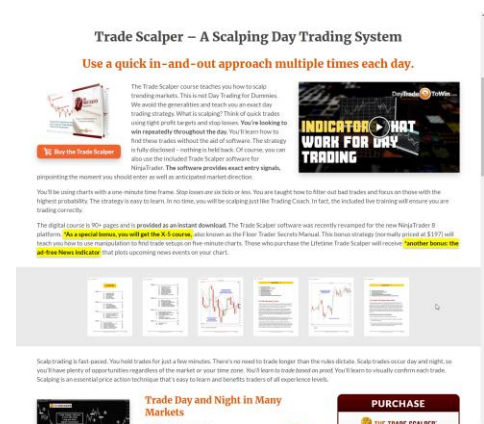 Trade Scalper – A Scalping Day Trading System
Use a quick in-and-out approach multiple times each day.
The Trade Scalper course teaches you how to scalp
trending markets. This is not Day Trading for Dummies.
We avoid the generalities and teach you an exact day
trading strategy. What is scalping? Think of quick trades
using tight profit targets and stop losses. You're looking to
win repeatedly throughout the day. You'll learn how to
find these trades without the aid of software. The strategy
is fully disclosed - nothing is held back. Of course, you can
also use the included Trade Scalper software for
NinjaTrader. The software provides exact entry signals,
pinpointing the moment you should enter as well as anticipated market direction.
Buy the Trade Scalper
DayTradeToWin
INDICATOR HAT
WORK FOR DAY
TRADING
You'll be using charts with a one-minute time frame. Stop losses are six ticks or less. You are taught how to filter out bad trades and focus on those with the
highest probability. The strategy is easy to learn. In no time, you will be scalping just like Trading Coach. In fact, the included live training will ensure you are
trading correctly.
The digital course is 90+ pages and is provided as an instant download. The Trade Scalper software was recently revamped for the new NinjaTrader 8
platform. *As a special bonus, you will get the X-5 course, also known as the Floor Trader Secrets Manual. This bonus strategy (normally priced at $197) will
teach you how to use manipulation to find trade setups on five-minute charts. Those who purchase the Lifetime Trade Scalper will receive *another bonus: the
ad-free News indicator that plots upcoming news events on your chart.
Scalp trading is fast-paced. You hold trades for just a few minutes. There's no need to trade longer than the rules dictate. Scalp trades occur day and night, so
you'll have plenty of opportunities regardless of the market or your time zone. You'll learn to trade based on proof. You'll learn to visually confirm each trade.
Scalping is an essential price action technique that's easy to learn and benefits traders of all experience levels.
Trade Day and Night in Many
Markets
PURCHASE
THE TRADE SCALPER